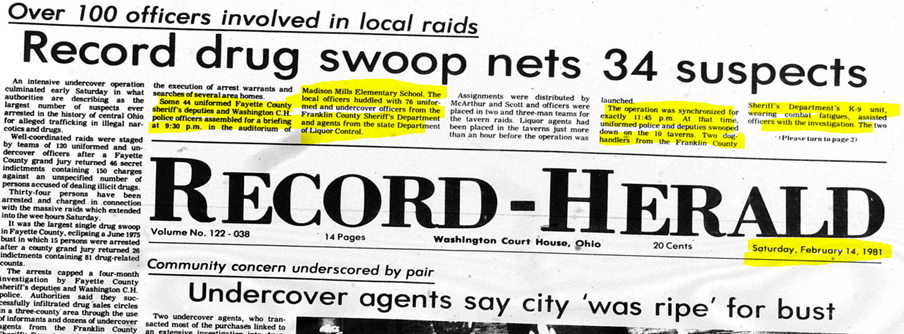 Over 100 officers involved in local raids
Record drug swoop nets 34 suspects
An intensive undercover operation
culminated early Saturday in what
authorities are describing as the
largest number of suspects ever
arrested in the history of central Ohio
for alleged trafficking in illegal nar-
cotics and drugs.
Well-coordinated raids were staged
by teams of 120 uniformed and un-
dercover officers after a Fayette
County grand jury returned 46 secret
indictments containing 150 charges
against an unspecified number of
persons accused of dealing illicit drugs.
Thirty-four persons have been
arrested and charged in connection
with the massive raids which extended
into the wee hours Saturday.
It was the largest single drug swoop
in Fayette County, eclipsing a June 1975
bust in which 15 persons were arrested
after a county grand jury returned 26
indictments containing 81 drug-related
counts.
The arrests capped a four-month
investigation by Fayette County
sheriff's deputies and Washington C.H.
police. Authorities said they suc-
cessfully infiltrated drug sales circles
in a three-county area through the use
of informants and dozens of undercover
agents from the Franklin County
the execution of arrest warrants and
searches of several area homes.
Some 44 uniformed Fayette County
sheriff's deputies and Washington C.H.
police officers assembled for a briefing
at 9:30 p.m. in the auditorium of
Madison Mills Elementary School. The
local officers huddled with 76 unifor-
med and undercover officers from the
Franklin County Sheriff's Department
and agents from the state Department
of Liquor Control.
Assignments were distributed by
McArthur and Scott and officers were
placed in two and three-man teams for
the tavern raids. Liquor agents had
been placed in the taverns just more
than an hour before the operation was
launched.
The operation was synchronized for
exactly 11:45 p.m. At that time,
uniformed police and deputies swooped
down on the 10 taverns. Two dog-
handlers from the Franklin County
Sheriff's Department's K-9 unit,
wearing combat fatigues, assisted
officers with the investigation. The two
(Please turn to page 2)
RECORD-HERALD
Volume No. 122 - 038
14 Pages
Washington Court House, Ohio
20 Cents
Saturday, February 14, 1981
Community concern underscored by pair
Undercover agents say city 'was ripe' for bust
Two undercover agents, who tran-
sacted most of the purchases linked to